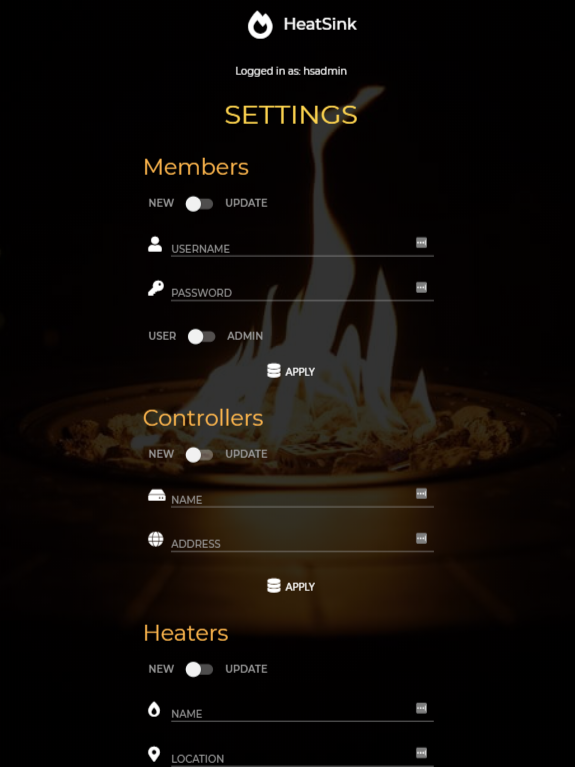 HeatSink
Logged in as: hsadmin
SETTINGS
Members
NEW UPDATE
USERNAME
PASSWORD
USER ADMIN
APPLY
Controllers
NEW UPDATE
NAME
ADDRESS
APPLY
Heaters
NEW UPDATE
NAME
LOCATION